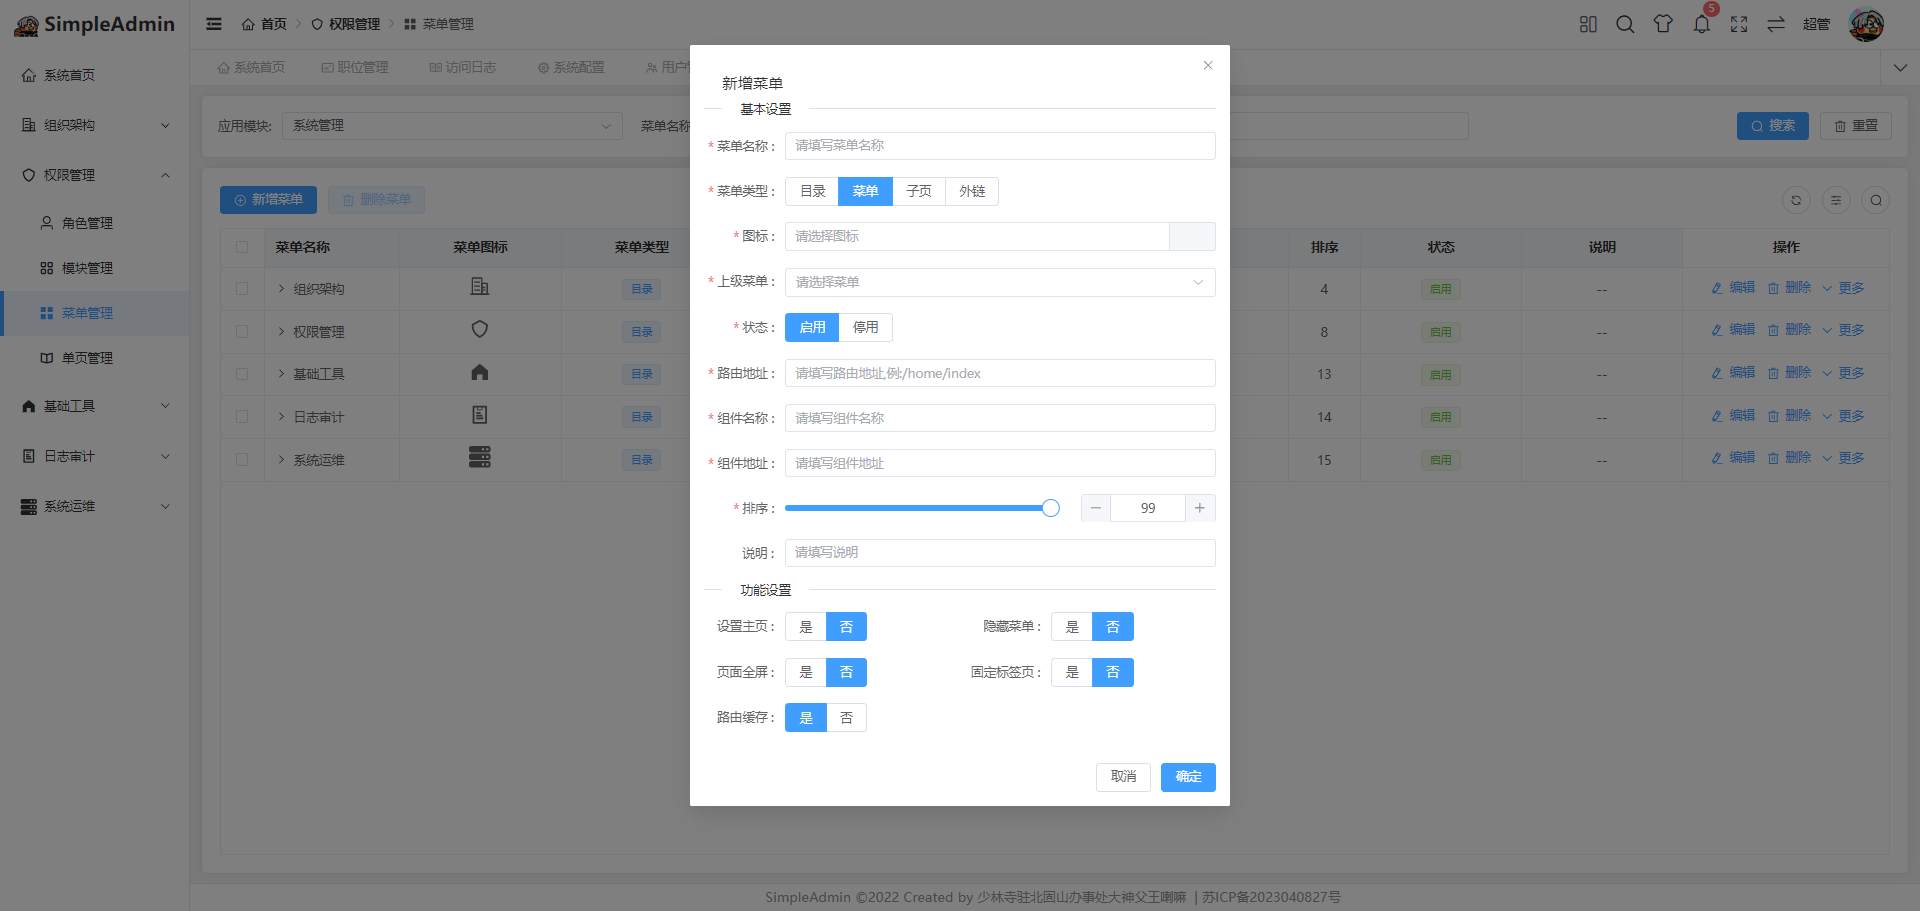 SimpleAdmin
首页
权限管理
菜单管理
5
超管
系统首页
职位管理
访问日志
系统配置
系统首页
组织架构
权限管理
角色管理
模块管理
菜单管理
单页管理
基础工具
日志审计
系统运维
应用模块:
系统管理
菜单名称
搜索
重置
新增菜单
删除菜单
菜单名称 菜单图标 菜单类型 排序 状态 说明 操作
组织架构 目录 4 启用 -- 编辑 删除 更多
权限管理 目录 8 启用 -- 编辑 删除 更多
基础工具 目录 13 启用 -- 编辑 删除 更多
日志审计 目录 14 启用 -- 编辑 删除 更多
系统运维 目录 15 启用 -- 编辑 删除 更多
新增菜单
基本设置
* 菜单名称 : 请填写菜单名称
* 菜单类型 : 目录 菜单 子页 外链
* 图标 : 请选择图标
* 上级菜单 : 请选择菜单
* 状态 : 启用 停用
* 路由地址 : 请填写路由地址,例:/home/index
* 组件名称 : 请填写组件名称
* 组件地址 : 请填写组件地址
* 排序 : 99
说明 : 请填写说明
功能设置
设置主页 : 是 否 隐藏菜单 : 是 否
页面全屏 : 是 否 固定标签页 : 是 否
路由缓存 : 是 否
取消 确定
SimpleAdmin ©2022 Created by 少林寺驻北固山办事处大神父王喇嘛 | 苏ICP备2023040827号